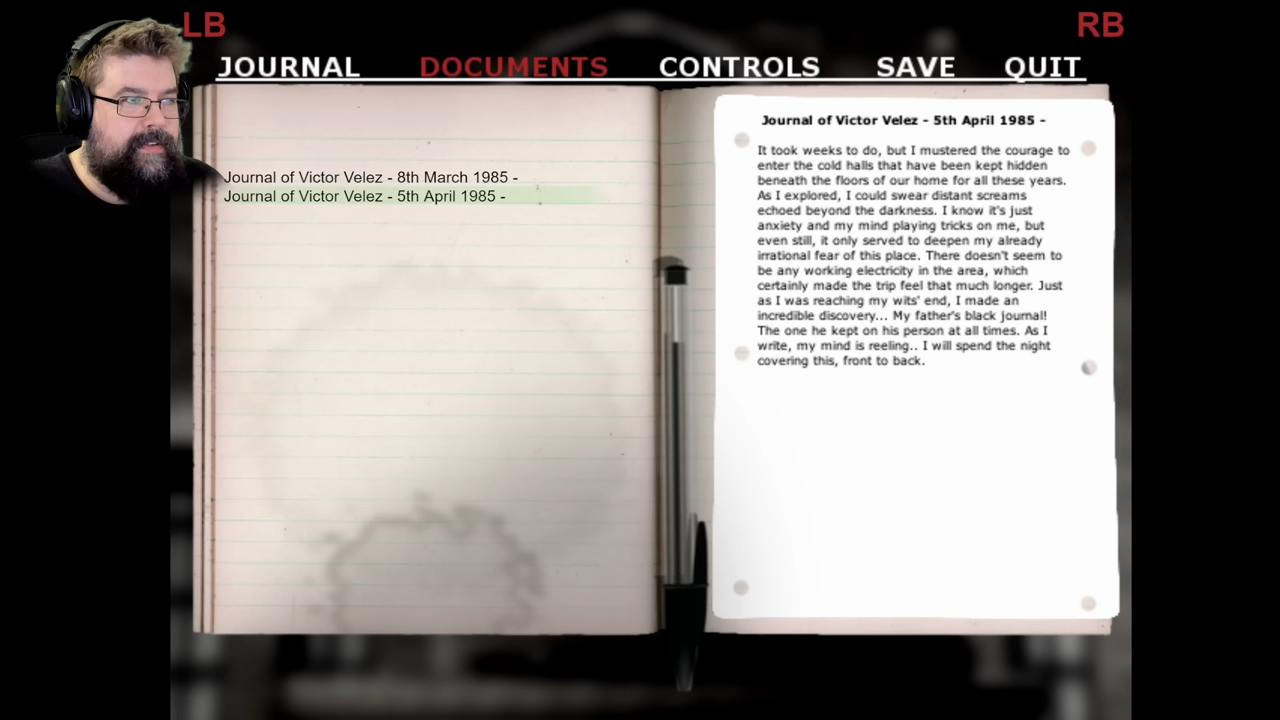 LB
RB
JOURNAL DOCUMENTS CONTROLS SAVE QUIT
Journal of Victor Velez - 8th March 1985 -
Journal of Victor Velez - 5th April 1985 -
Journal of Victor Velez - 5th April 1985 -
It took weeks to do, but I mustered the courage to
enter the cold halls that have been kept hidden
beneath the floors of our home for all these years.
As I explored, I could swear distant screams
echoed beyond the darkness. I know it's just
anxiety and my mind playing tricks on me, but
even still, it only served to deepen my already
irrational fear of this place. There doesn't seem to
be any working electricity in the area, which
certainly made the trip feel that much longer. Just
as I was reaching my wits' end, I made an
incredible discovery... My father's black journal!
The one he kept on his person at all times. As I
write, my mind is reeling.. I will spend the night
covering this, front to back.